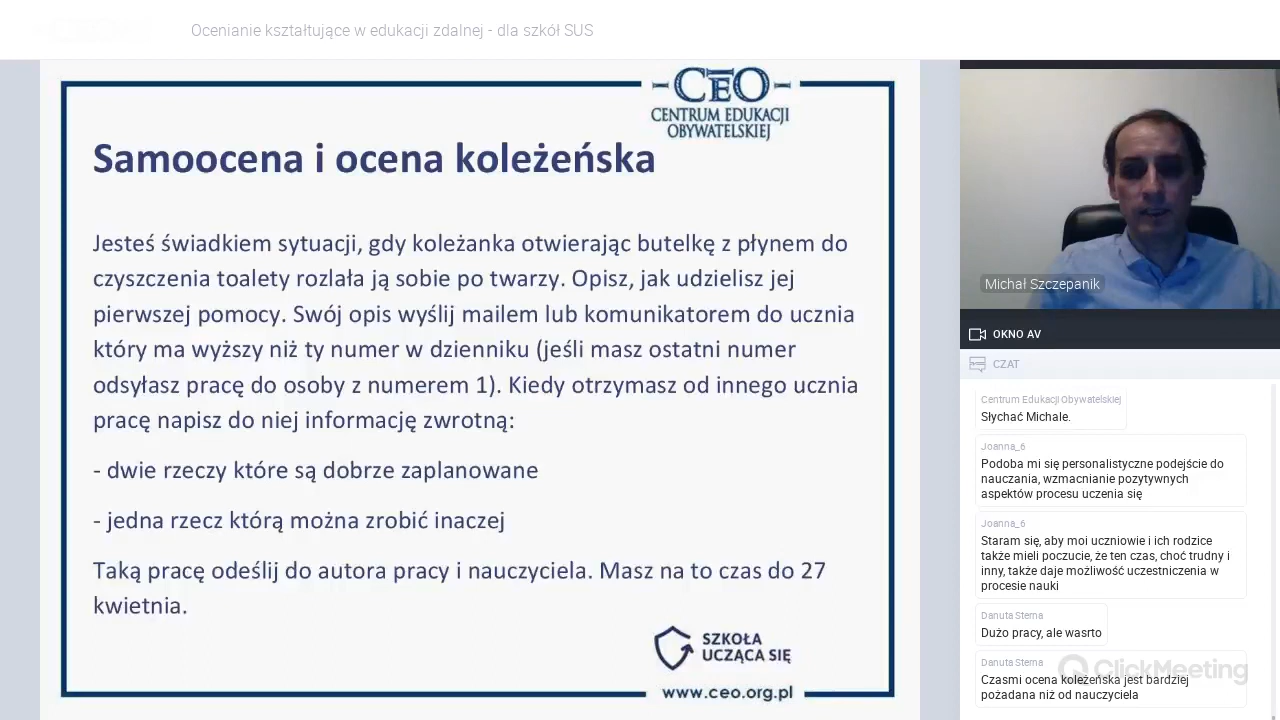 Ocenianie kształtujące w edukacji zdalnej - dla szkół SUS
CEO
CENTRUM EDUKACJI
OBYWATELSKIEJ
Samoocena i ocena koleżeńska
Jesteś świadkiem sytuacji, gdy koleżanka otwierając butelkę z płynem do
czyszczenia toalety rozlała ją sobie po twarzy. Opisz, jak udzielisz jej
pierwszej pomocy. Swój opis wyślij mailem lub komunikatorem do ucznia
który ma wyższy niż ty numer w dzienniku (jeśli masz ostatni numer
odsyłasz pracę do osoby z numerem 1). Kiedy otrzymasz od innego ucznia
pracę napisz do niej informację zwrotną:
- dwie rzeczy które są dobrze zaplanowane
- jedna rzecz którą można zrobić inaczej
Taką pracę odeślij do autora pracy i nauczyciela. Masz na to czas do 27
kwietnia.
SZKOŁA
UCZĄCA SIĘ
www.ceo.org.pl
Michał Szczepanik
OKNO AV
CZAT
Centrum Edukacji Obywatelskiej
Słychać Michale.
Joanna_6
Podoba mi się personalistyczne podejście do
nauczania, wzmacnianie pozytywnych
aspektów procesu uczenia się
Joanna_6
Staram się, aby moi uczniowie i ich rodzice
także mieli poczucie, że ten czas, choć trudny i
inny, także daje możliwość uczestniczenia w
procesie nauki
Danuta Sterna
Dużo pracy, ale wasrto
Danuta Sterna
Czasmi ocena koleżeńska jest bardziej
pożadana niż od nauczyciela
ClickMeeting